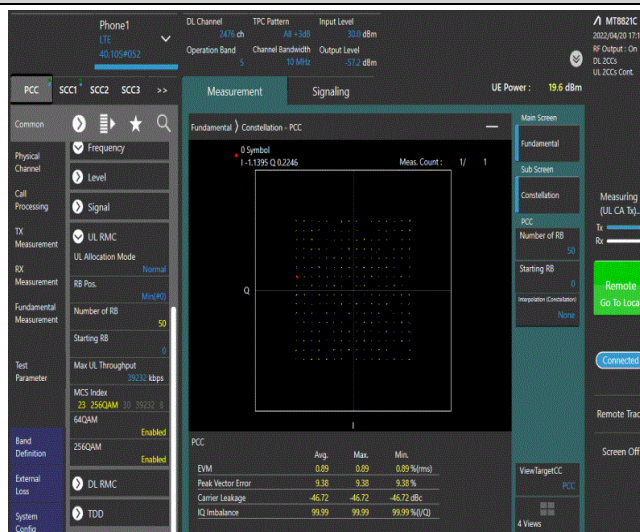 Phone1
LTE
40.10S#052
DL Channel
2476 ch
TPC Pattern
All +3dB
Input Level
30.0 dBm
Operation Band
5
Channel Bandwidth
10 MHz
Output Level
-57.2 dBm
MT8821C
2022/04/20 17:1
RF Output : On
DL 2CCs
UL 2CCs Cont.
PCC
SCC1
SCC2
SCC3
>>
Measurement
Signaling
UE Power : 19.6 dBm
Common
Physical
Channel
Call
Processing
TX
Measurement
RX
Measurement
Fundamental
Measurement
Test
Parameter
Band
Definition
External
Loss
System
Config
Frequency
Level
Signal
UL RMC
UL Allocation Mode
Normal
RB Pos.
Min(#0)
Number of RB
50
Starting RB
0
Max UL Throughput
39232 kbps
MCS Index
23 256QAM 30 39232 8
64QAM
Enabled
256QAM
Enabled
DL RMC
TDD
Fundamental 〉 Constellation - PCC
0 Symbol
I -1.1395 Q 0.2246
Meas. Count : 1/ 1
Q
I
PCC
Avg. Max. Min.
EVM 0.89 0.89 0.89 %(rms)
Peak Vector Error 9.38 9.38 9.38 %
Carrier Leakage -46.72 -46.72 -46.72 dBc
IQ Imbalance 99.99 99.99 99.99 %(I/Q)
Main Screen
Fundamental
Sub Screen
Constellation
PCC
Number of RB
50
Starting RB
0
Interpolation (Constellation)
None
ViewTargetCC
PCC
4 Views
Measuring
(UL CA Tx)..
Tx
Rx
Remote
Go To Loca
Connected
Remote Trac
Screen Off